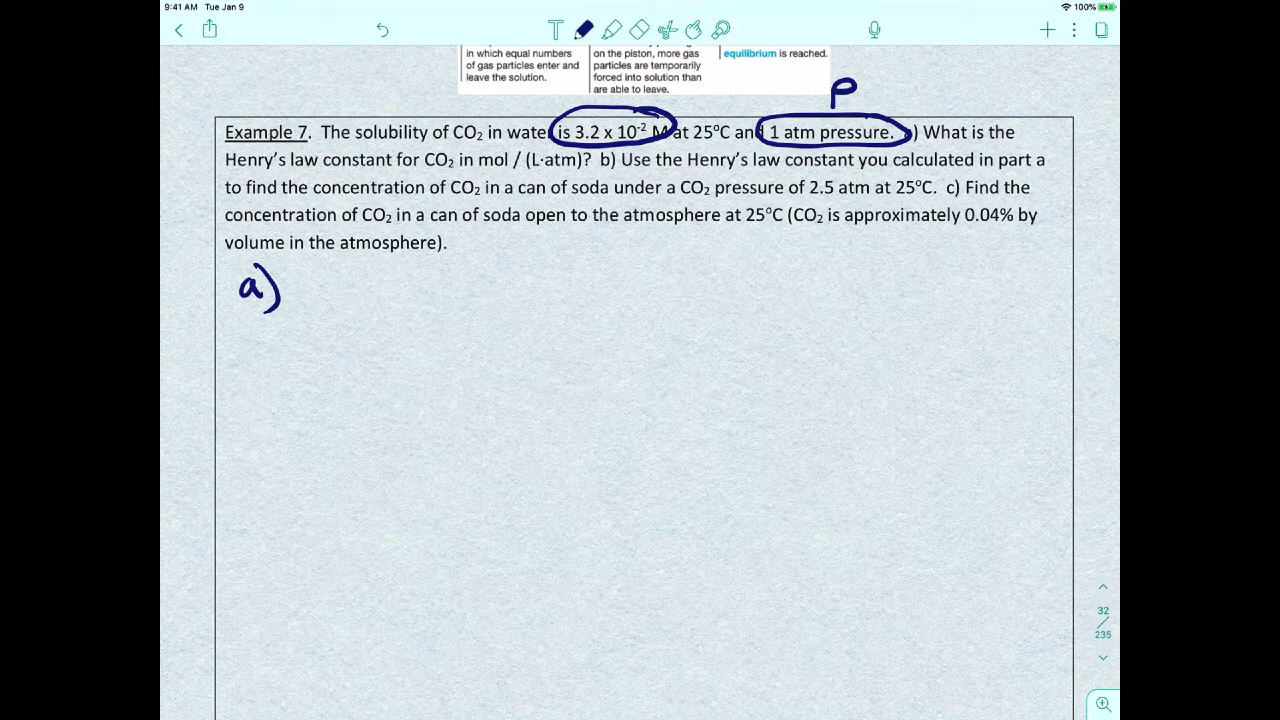 9:41 AM Tue Jan 9
100%
in which equal numbers
of gas particles enter and
leave the solution.
on the piston, more gas
particles are temporarily
forced into solution than
are able to leave.
equilibrium is reached.
P
Example 7. The solubility of CO₂ in water is 3.2 x 10⁻² M at 25°C and 1 atm pressure. a) What is the
Henry's law constant for CO₂ in mol / (L·atm)? b) Use the Henry's law constant you calculated in part a
to find the concentration of CO₂ in a can of soda under a CO₂ pressure of 2.5 atm at 25°C. c) Find the
concentration of CO₂ in a can of soda open to the atmosphere at 25°C (CO₂ is approximately 0.04% by
volume in the atmosphere).
a)
32
/
235